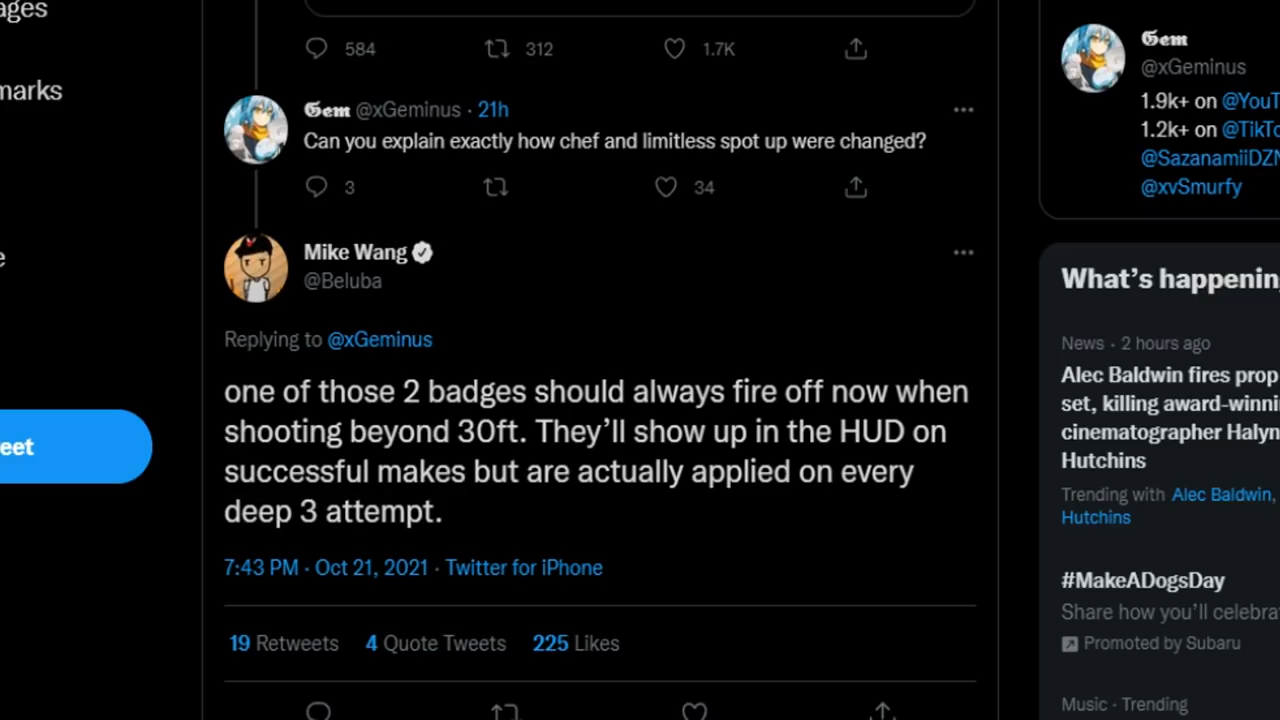 ages
marks
e
eet
584 312 1.7K
Gem @xGeminus · 21h
Can you explain exactly how chef and limitless spot up were changed?
3 34
Mike Wang
@Beluba
Replying to @xGeminus
one of those 2 badges should always fire off now when
shooting beyond 30ft. They’ll show up in the HUD on
successful makes but are actually applied on every
deep 3 attempt.
7:43 PM · Oct 21, 2021 · Twitter for iPhone
19 Retweets 4 Quote Tweets 225 Likes
Gem
@xGeminus
1.9k+ on @YouT
1.2k+ on @TikTo
@SazanamiiDZN
@xvSmurfy
What’s happening
News · 2 hours ago
Alec Baldwin fires prop
set, killing award-winni
cinematographer Halyn
Hutchins
Trending with Alec Baldwin,
Hutchins
#MakeADogsDay
Share how you’ll celebra
Promoted by Subaru
Music · Trending